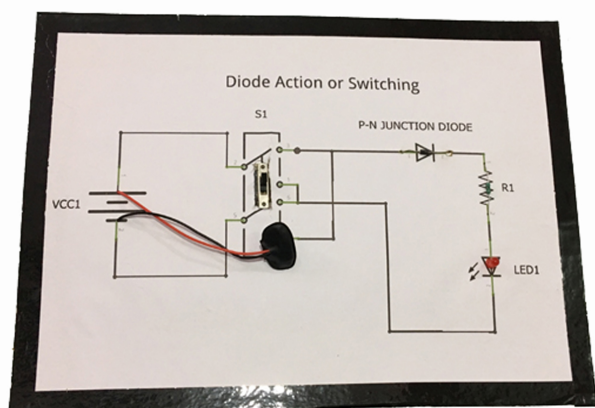 Diode Action or Switching
S1
P-N JUNCTION DIODE
VCC1
R1
LED1